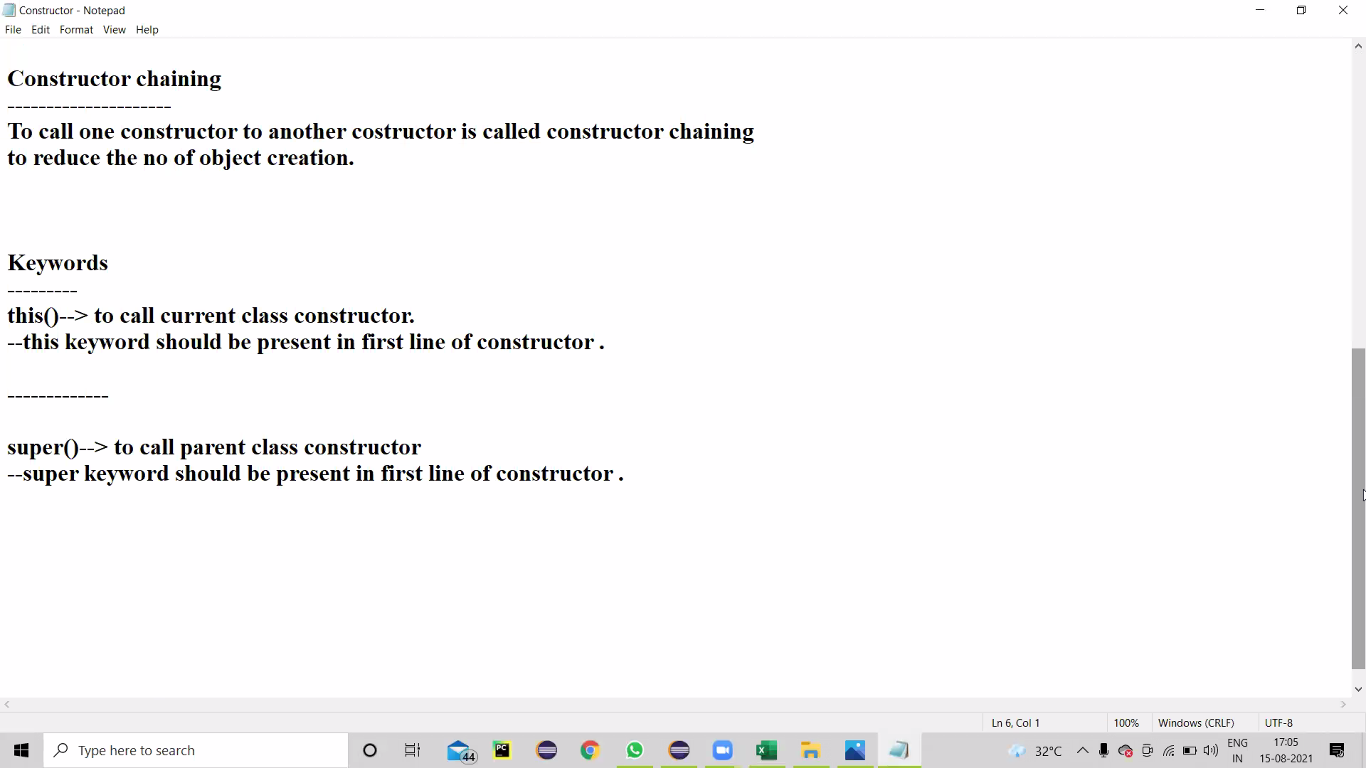 Constructor - Notepad
File Edit Format View Help
Constructor chaining
---------------------
To call one constructor to another costructor is called constructor chaining
to reduce the no of object creation.
Keywords
---------
this()--> to call current class constructor.
--this keyword should be present in first line of constructor .
-------------
super()--> to call parent class constructor
--super keyword should be present in first line of constructor .
Ln 6, Col 1 100% Windows (CRLF) UTF-8
Type here to search 44 PC 32°C ENG IN 17:05 15-08-2021